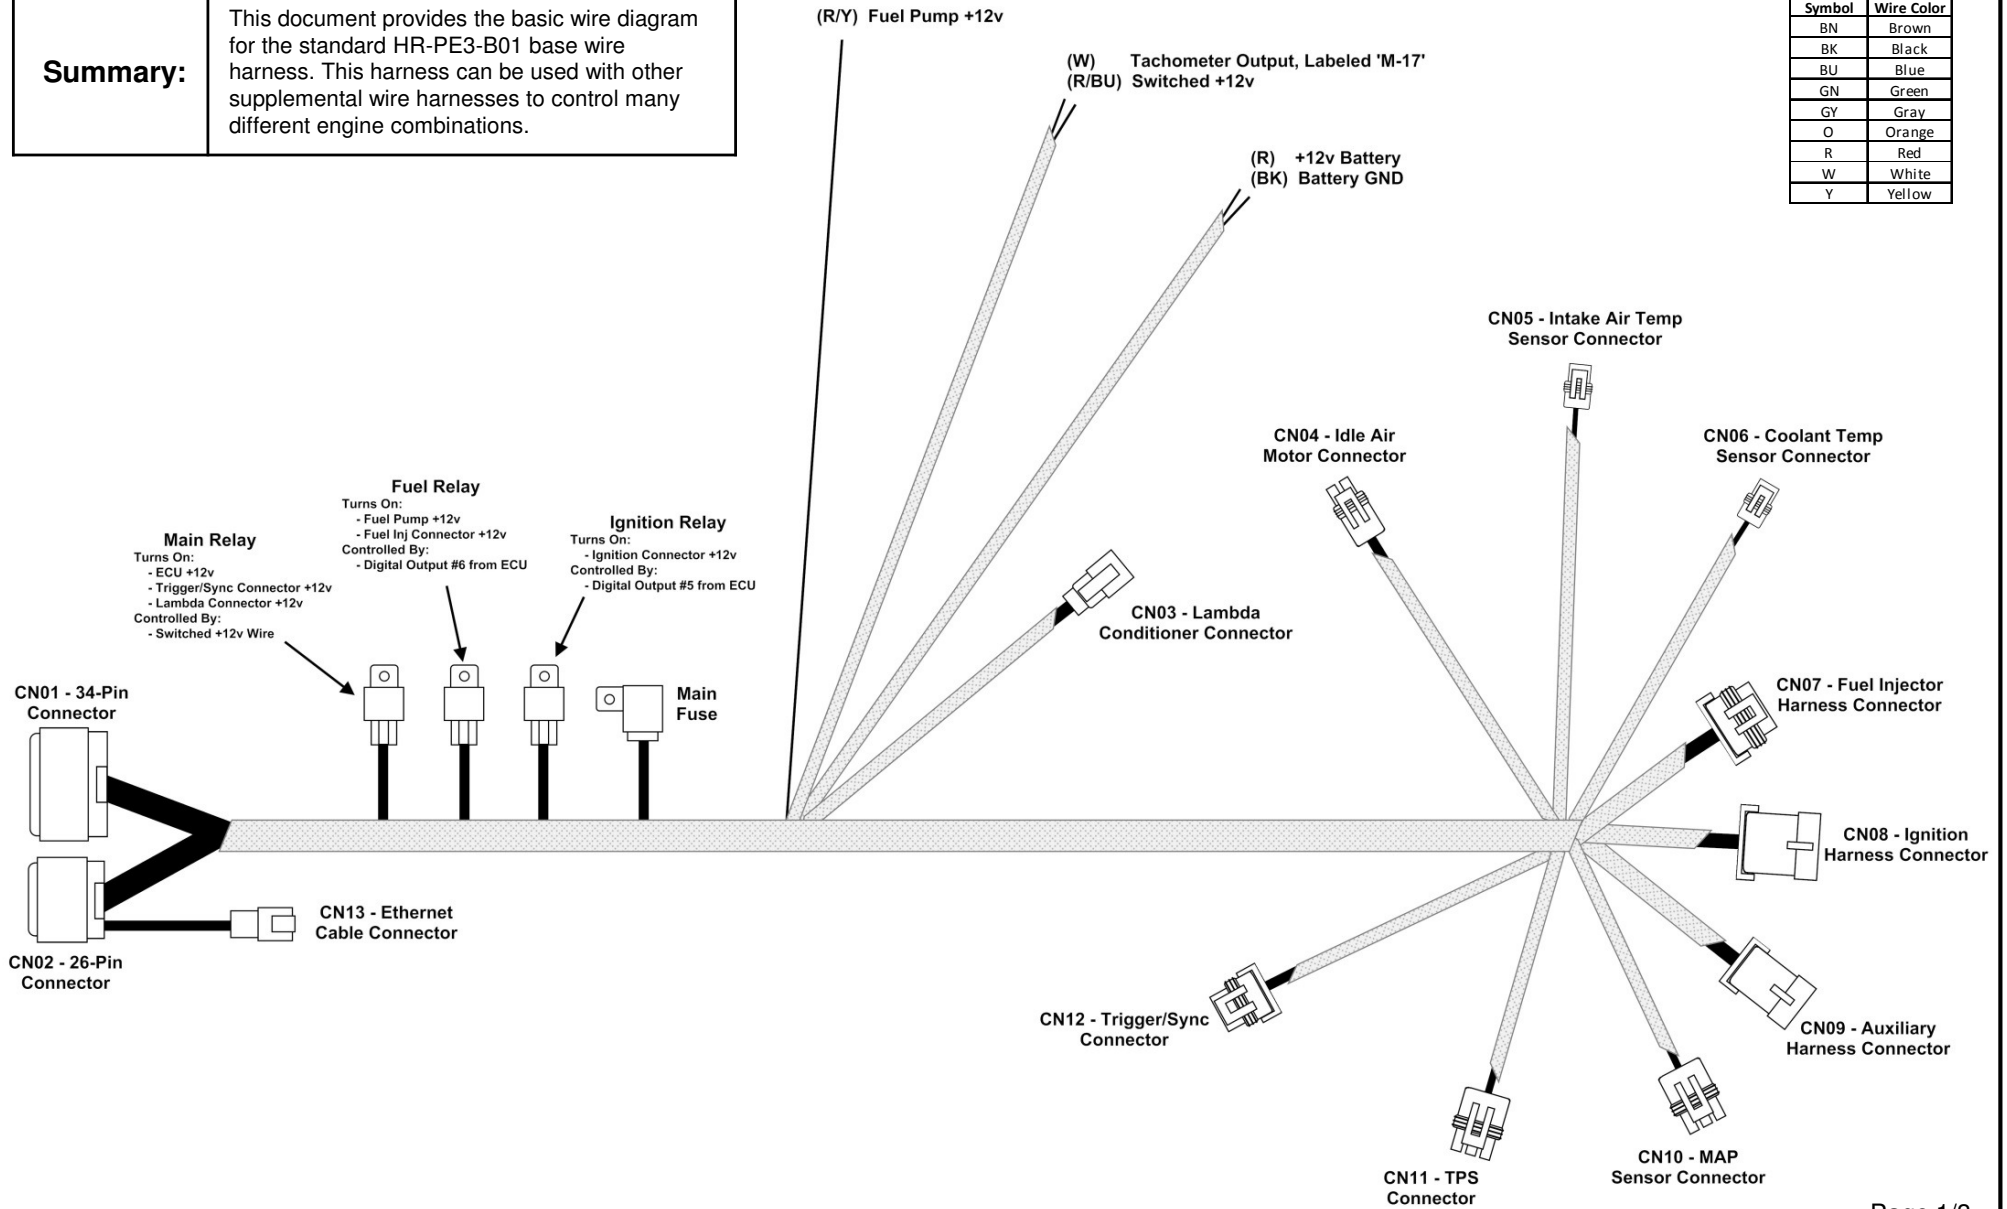 Summary:
This document provides the basic wire diagram
for the standard HR-PE3-B01 base wire
harness. This harness can be used with other
supplemental wire harnesses to control many
different engine combinations.
(R/Y) Fuel Pump +12v
(W) Tachometer Output, Labeled 'M-17'
(R/BU) Switched +12v
(R) +12v Battery
(BK) Battery GND
Symbol Wire Color
BN Brown
BK Black
BU Blue
GN Green
GY Gray
O Orange
R Red
W White
Y Yellow
CN05 - Intake Air Temp
Sensor Connector
CN04 - Idle Air
Motor Connector
CN06 - Coolant Temp
Sensor Connector
Fuel Relay
Turns On:
- Fuel Pump +12v
- Fuel Inj Connector +12v
Controlled By:
- Digital Output #6 from ECU
Ignition Relay
Turns On:
- Ignition Connector +12v
Controlled By:
- Digital Output #5 from ECU
Main Relay
Turns On:
- ECU +12v
- Trigger/Sync Connector +12v
- Lambda Connector +12v
Controlled By:
- Switched +12v Wire
CN03 - Lambda
Conditioner Connector
CN01 - 34-Pin
Connector
Main
Fuse
CN07 - Fuel Injector
Harness Connector
CN08 - Ignition
Harness Connector
CN13 - Ethernet
Cable Connector
CN02 - 26-Pin
Connector
CN12 - Trigger/Sync
Connector
CN09 - Auxiliary
Harness Connector
CN10 - MAP
Sensor Connector
CN11 - TPS
Connector